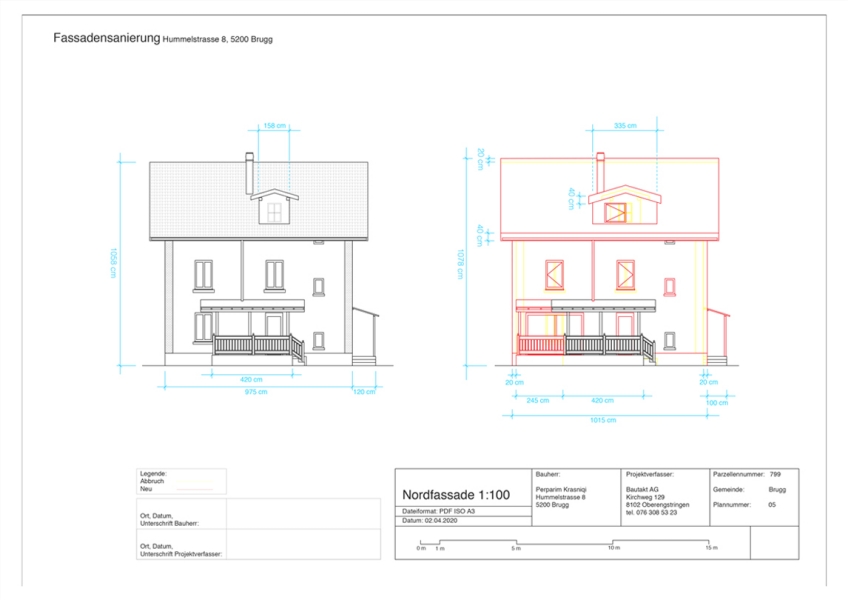 Fassadensanierung Hummelstrasse 8, 5200 Brugg
158 cm
1058 cm
420 cm
975 cm
120 cm
335 cm
20 cm
40 cm
40 cm
1078 cm
20 cm
20 cm
245 cm
420 cm
100 cm
1015 cm
Legende:
Abbruch
Neu
Ort, Datum,
Unterschrift Bauherr:
Ort, Datum,
Unterschrift Projektverfasser:
Nordfassade 1:100
Dateiformat: PDF ISO A3
Datum: 02.04.2020
Bauherr:
Perparim Krasniqi
Hummelstrasse 8
5200 Brugg
Projektverfasser:
Bautakt AG
Kirchweg 129
8102 Oberengstringen
tel. 076 308 53 23
Parzellennummer: 799
Gemeinde: Brugg
Plannummer: 05
0 m 1 m 5 m 10 m 15 m